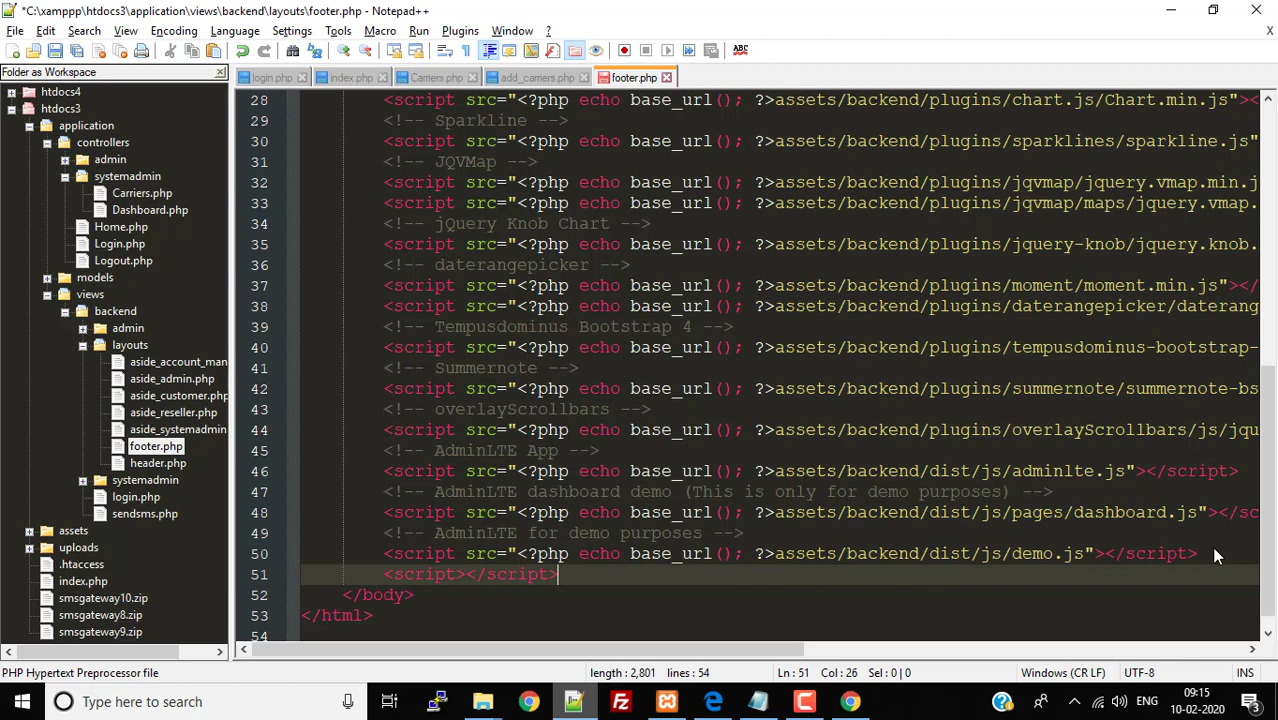 *C:\xamppp\htdocs3\application\views\backend\layouts\footer.php - Notepad++
File Edit Search View Encoding Language Settings Tools Macro Run Plugins Window ? X
Folder as Workspace
login.php index.php Carriers.php add_carriers.php footer.php
htdocs4
htdocs3
application
controllers
admin
systemadmin
Carriers.php
Dashboard.php
Home.php
Login.php
Logout.php
models
views
backend
admin
layouts
aside_account_man
aside_admin.php
aside_customer.php
aside_reseller.php
aside_systemadmin
footer.php
header.php
systemadmin
login.php
sendsms.php
assets
uploads
.htaccess
index.php
smsgateway10.zip
smsgateway8.zip
smsgateway9.zip
28 <script src="<?php echo base_url(); ?>assets/backend/plugins/chart.js/Chart.min.js"><
29 <!-- Sparkline -->
30 <script src="<?php echo base_url(); ?>assets/backend/plugins/sparklines/sparkline.js"
31 <!-- JQVMap -->
32 <script src="<?php echo base_url(); ?>assets/backend/plugins/jqvmap/jquery.vmap.min.j
33 <script src="<?php echo base_url(); ?>assets/backend/plugins/jqvmap/maps/jquery.vmap.
34 <!-- jQuery Knob Chart -->
35 <script src="<?php echo base_url(); ?>assets/backend/plugins/jquery-knob/jquery.knob.
36 <!-- daterangepicker -->
37 <script src="<?php echo base_url(); ?>assets/backend/plugins/moment/moment.min.js"></
38 <script src="<?php echo base_url(); ?>assets/backend/plugins/daterangepicker/daterang
39 <!-- Tempusdominus Bootstrap 4 -->
40 <script src="<?php echo base_url(); ?>assets/backend/plugins/tempusdominus-bootstrap-
41 <!-- Summernote -->
42 <script src="<?php echo base_url(); ?>assets/backend/plugins/summernote/summernote-bs
43 <!-- overlayScrollbars -->
44 <script src="<?php echo base_url(); ?>assets/backend/plugins/overlayScrollbars/js/jqu
45 <!-- AdminLTE App -->
46 <script src="<?php echo base_url(); ?>assets/backend/dist/js/adminlte.js"></script>
47 <!-- AdminLTE dashboard demo (This is only for demo purposes) -->
48 <script src="<?php echo base_url(); ?>assets/backend/dist/js/pages/dashboard.js"></sc
49 <!-- AdminLTE for demo purposes -->
50 <script src="<?php echo base_url(); ?>assets/backend/dist/js/demo.js"></script>
51 <script></script>
52 </body>
53 </html>
54
PHP Hypertext Preprocessor file length : 2,801 lines : 54 Ln : 51 Col : 26 Sel : 0 | 0 Windows (CR LF) UTF-8 INS
Type here to search ENG 09:15
10-02-2020 3